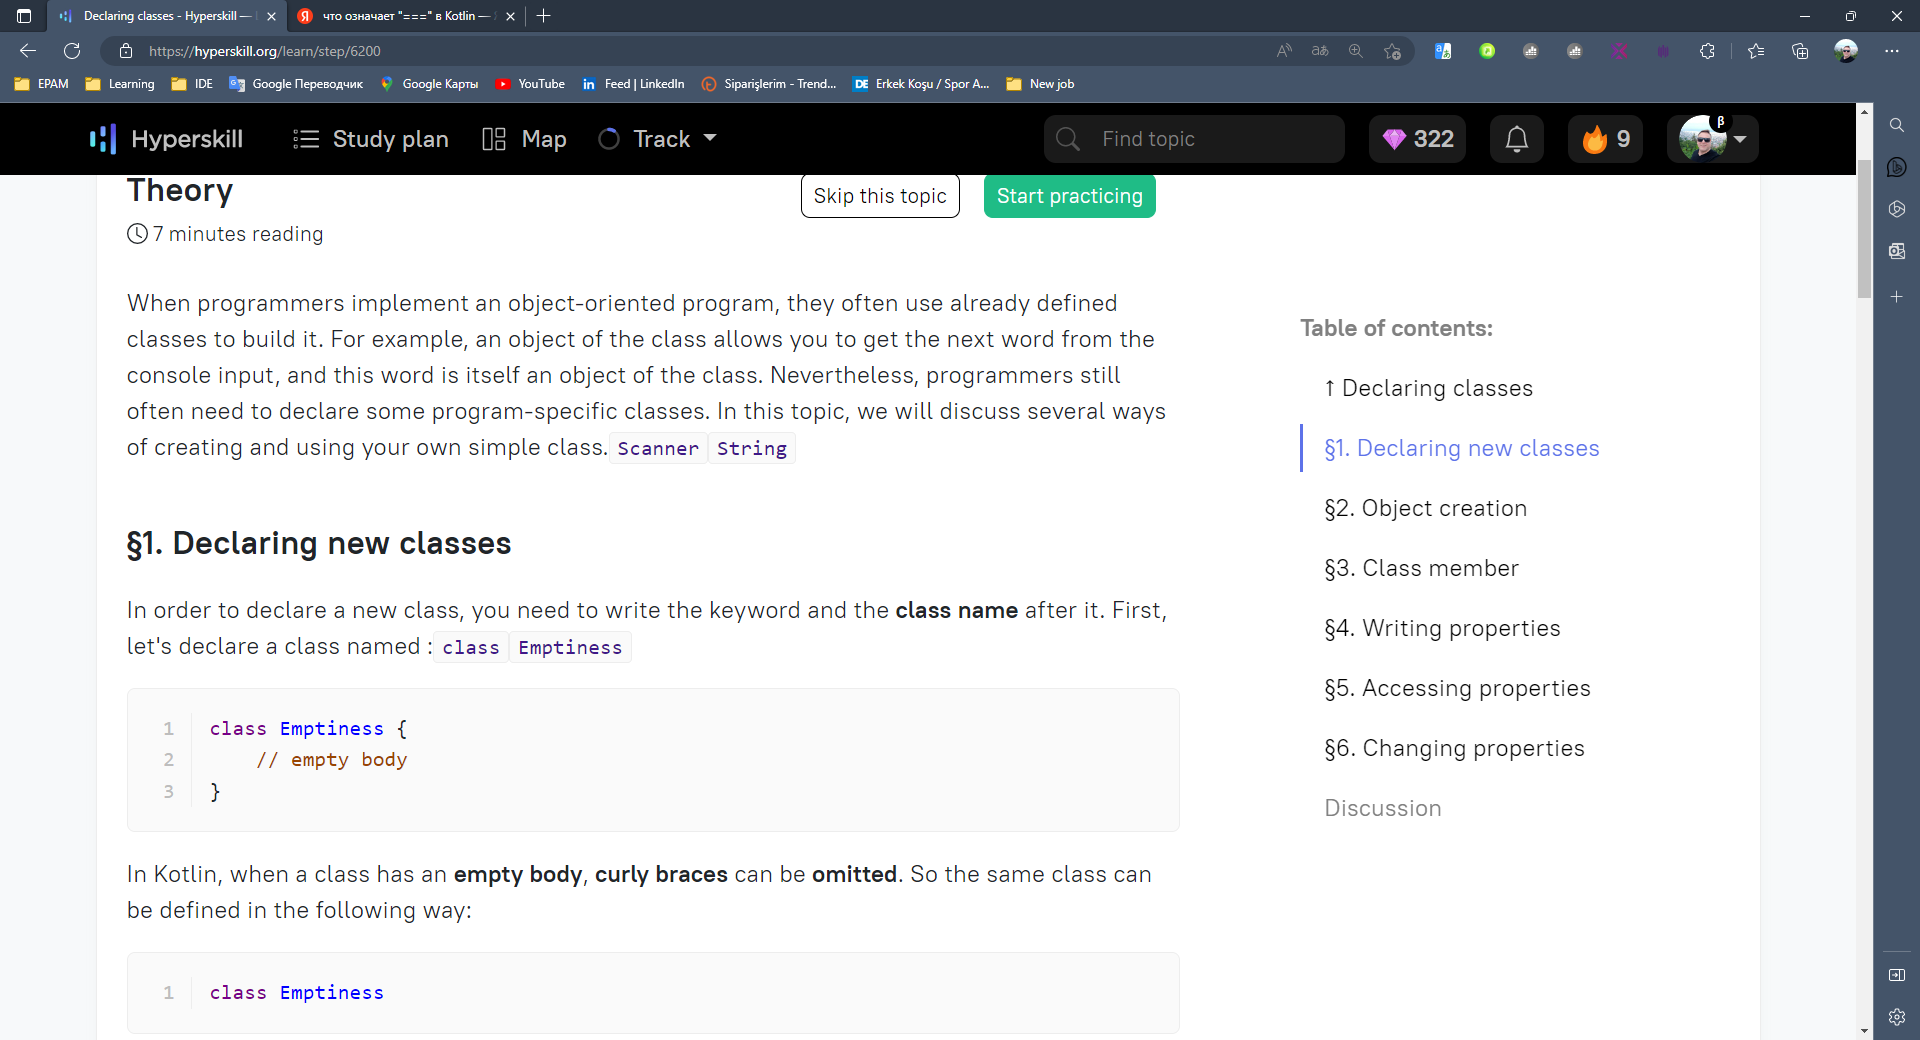 Declaring classes - Hyperskill —
что означает "===" в Kotlin —
https://hyperskill.org/learn/step/6200
EPAM
Learning
IDE
Google Переводчик
Google Карты
YouTube
Feed | LinkedIn
Siparişlerim - Trend...
Erkek Koşu / Spor A...
New job
Hyperskill
Study plan
Map
Track
Find topic
322
9
β
Theory
Skip this topic
Start practicing
7 minutes reading
When programmers implement an object-oriented program, they often use already defined
classes to build it. For example, an object of the class allows you to get the next word from the
console input, and this word is itself an object of the class. Nevertheless, programmers still
often need to declare some program-specific classes. In this topic, we will discuss several ways
of creating and using your own simple class. Scanner String
§1. Declaring new classes
In order to declare a new class, you need to write the keyword and the class name after it. First,
let's declare a class named : class Emptiness
1 class Emptiness {
2 // empty body
3 }
In Kotlin, when a class has an empty body, curly braces can be omitted. So the same class can
be defined in the following way:
1 class Emptiness
Table of contents:
↑ Declaring classes
§1. Declaring new classes
§2. Object creation
§3. Class member
§4. Writing properties
§5. Accessing properties
§6. Changing properties
Discussion